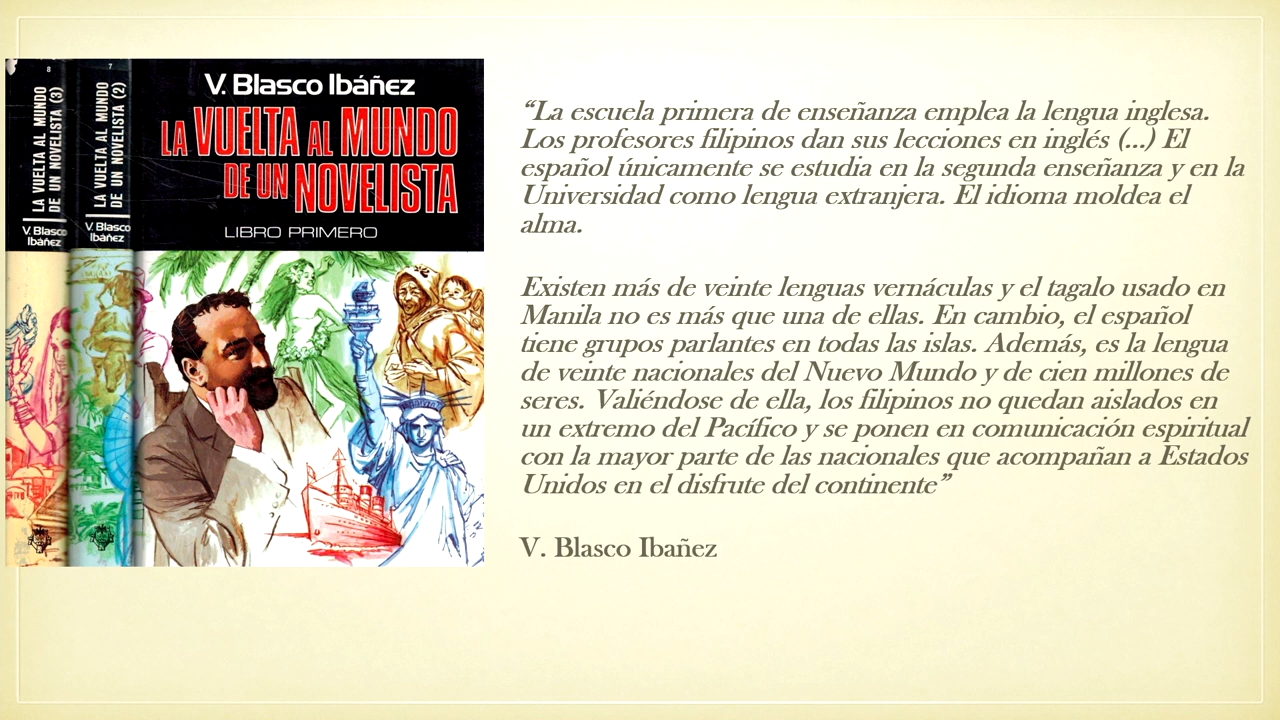 8
LA VUELTA AL MUNDO
DE UN NOVELISTA (3)
V. Blasco
Ibáñez
7
LA VUELTA AL MUNDO
DE UN NOVELISTA (2)
V. Blasco
Ibáñez
V. Blasco Ibáñez
LA VUELTA AL MUNDO
DE UN NOVELISTA
LIBRO PRIMERO
“La escuela primera de enseñanza emplea la lengua inglesa.
Los profesores filipinos dan sus lecciones en inglés (...) El
español únicamente se estudia en la segunda enseñanza y en la
Universidad como lengua extranjera. El idioma moldea el
alma.
Existen más de veinte lenguas vernáculas y el tagalo usado en
Manila no es más que una de ellas. En cambio, el español
tiene grupos parlantes en todas las islas. Además, es la lengua
de veinte nacionales del Nuevo Mundo y de cien millones de
seres. Valiéndose de ella, los filipinos no quedan aislados en
un extremo del Pacífico y se ponen en comunicación espiritual
con la mayor parte de las nacionales que acompañan a Estados
Unidos en el disfrute del continente”
V. Blasco Ibañez